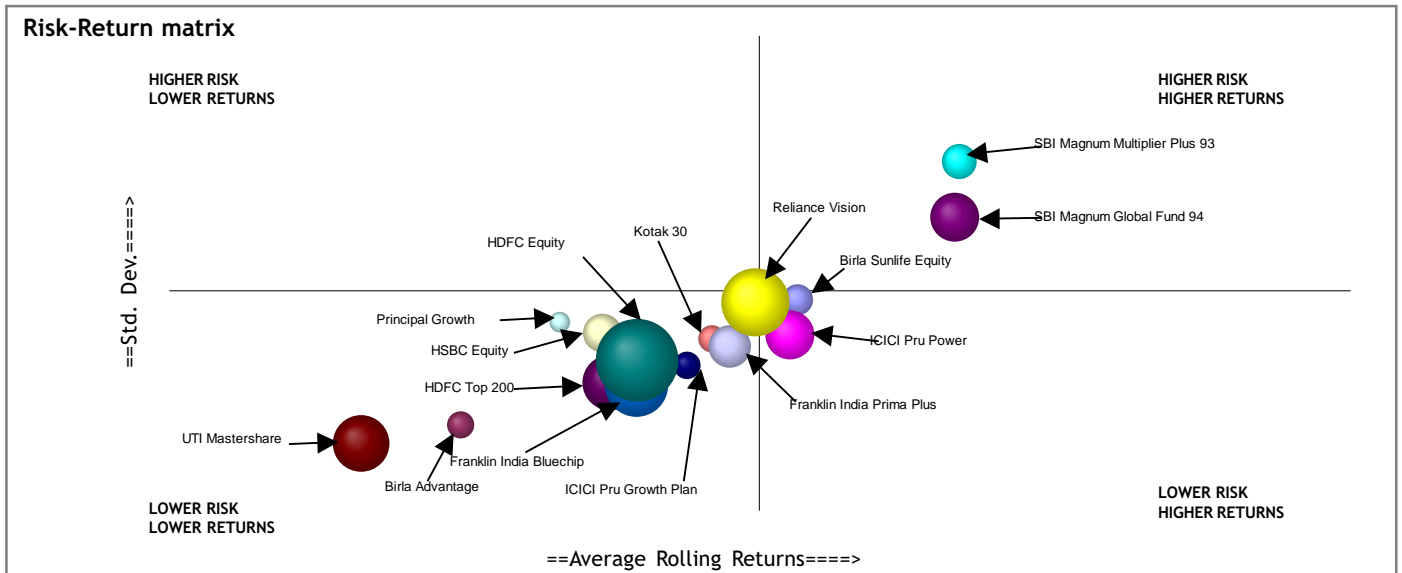 Risk-Return matrix
HIGHER RISK
LOWER RETURNS
HIGHER RISK
HIGHER RETURNS
SBI Magnum Multiplier Plus 93
Reliance Vision
SBI Magnum Global Fund 94
Kotak 30
HDFC Equity
Birla Sunlife Equity
==Std. Dev.====>
Principal Growth
HSBC Equity
ICICI Pru Power
HDFC Top 200
Franklin India Prima Plus
UTI Mastershare
Franklin India Bluechip
Birla Advantage
ICICI Pru Growth Plan
LOWER RISK
LOWER RETURNS
LOWER RISK
HIGHER RETURNS
==Average Rolling Returns====>